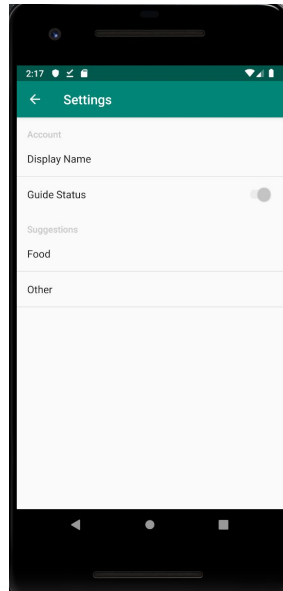 2:17
Settings
Account
Display Name
Guide Status
Suggestions
Food
Other